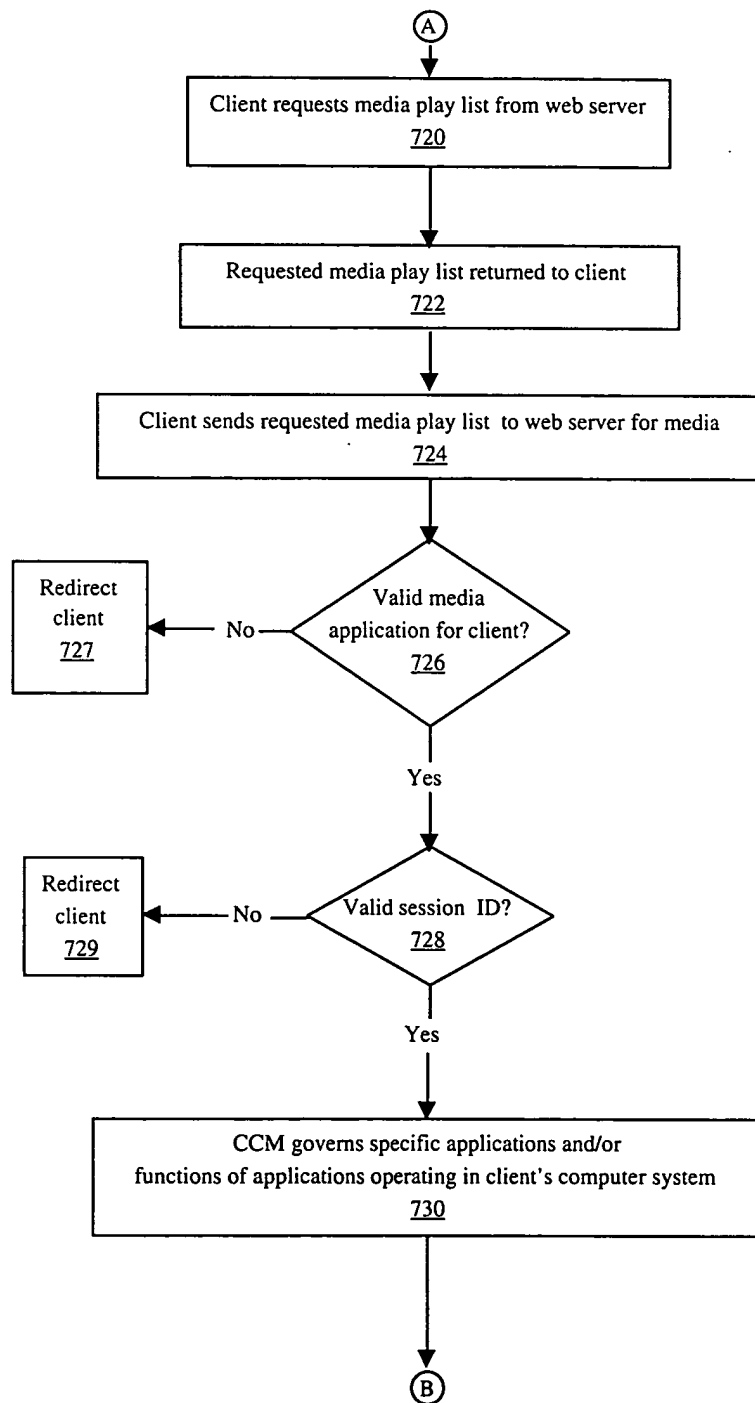 A
Client requests media play list from web server
720
Requested media play list returned to client
722
Client sends requested media play list to web server for media
724
Redirect
client
727
No
Valid media
application for client?
726
Yes
Redirect
client
729
No
Valid session ID?
728
Yes
CCM governs specific applications and/or
functions of applications operating in client's computer system
730
B